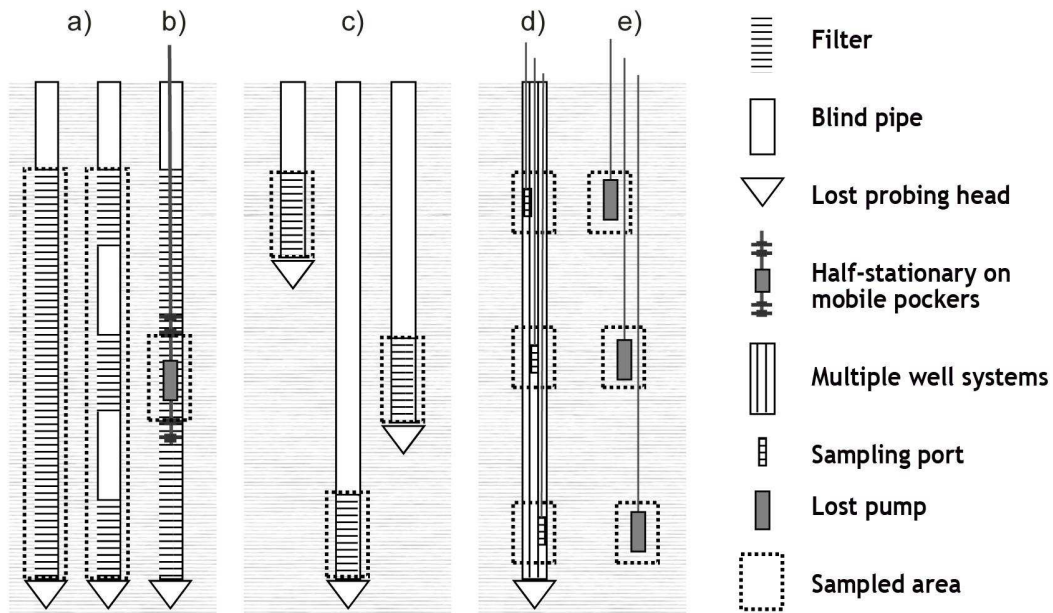 a)
b)
c)
d)
e)
Filter
Blind pipe
Lost probing head
Half-stationary on
mobile pockers
Multiple well systems
Sampling port
Lost pump
Sampled area